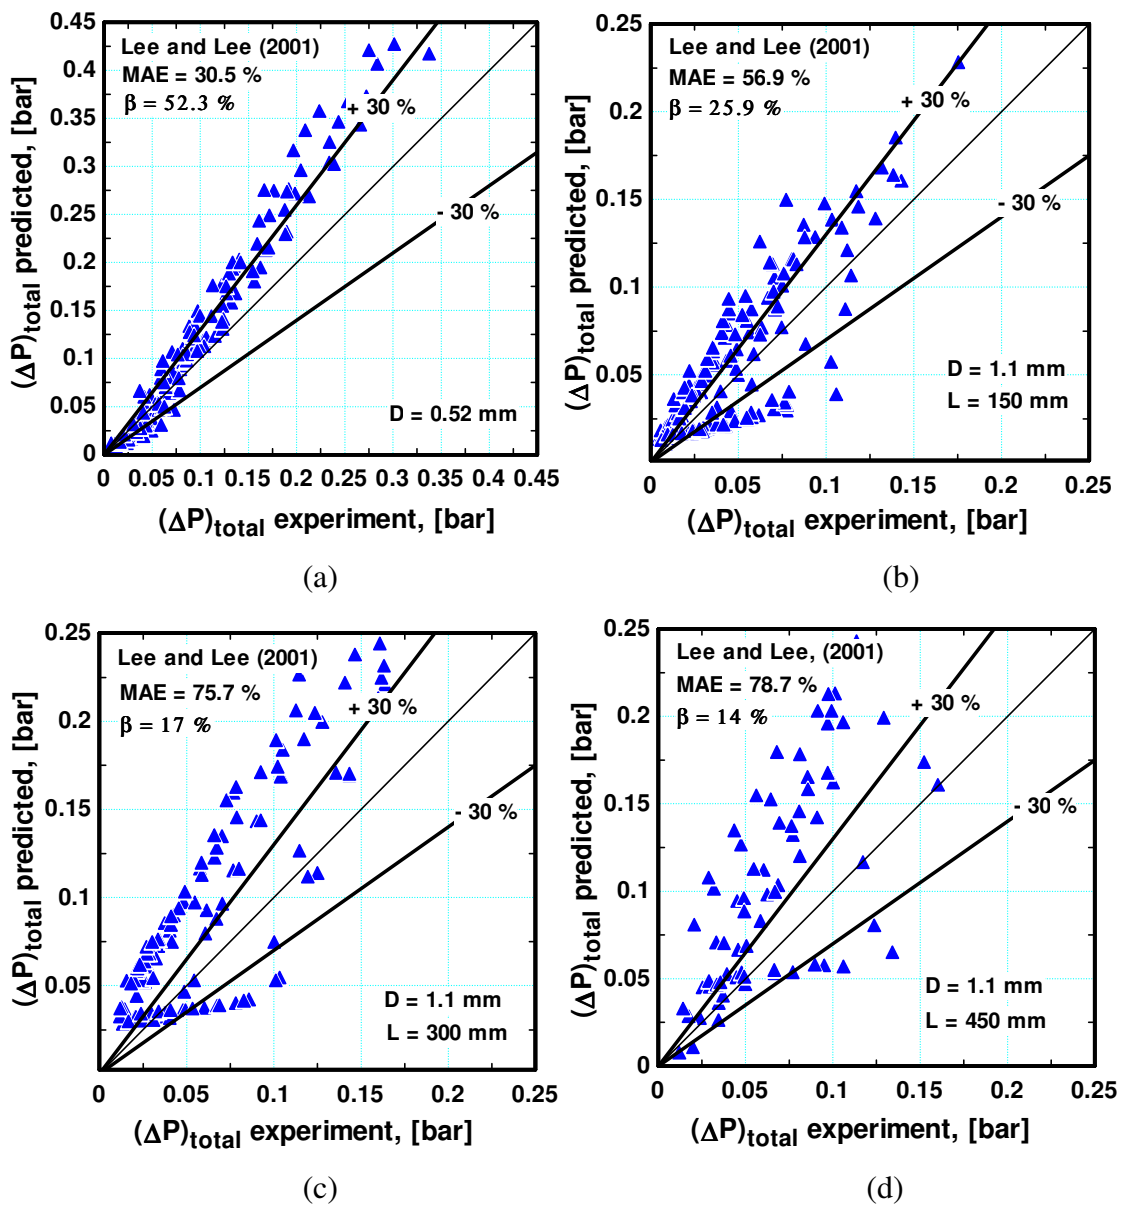 0.45
0.4
0.35
0.3
0.25
0.2
0.15
0.1
0.05
0
(ΔP)total predicted, [bar]
Lee and Lee (2001)
MAE = 30.5 %
β = 52.3 %
+ 30 %
- 30 %
D = 0.52 mm
0 0.05 0.15 0.1 0.15 0.2 0.25 0.3 0.35 0.45
(ΔP)total experiment, [bar]
(a)
0.25
0.2
0.15
0.1
0.05
(ΔP)total predicted, [bar]
Lee and Lee (2001)
MAE = 56.9 %
β = 25.9 %
+ 30 %
- 30 %
D = 1.1 mm
L = 150 mm
0 0.05 0.1 0.15 0.2 0.25
(ΔP)total experiment, [bar]
(b)
0.25
0.2
0.15
0.1
0.05
(ΔP)total predicted, [bar]
Lee and Lee (2001)
MAE = 75.7 %
β = 17 %
+ 30 %
- 30 %
D = 1.1 mm
L = 300 mm
0 0.05 0.1 0.15 0.2 0.25
(ΔP)total experiment, [bar]
(c)
0.25
0.2
0.15
0.1
0.05
0
(ΔP)total predicted, [bar]
Lee and Lee, (2001)
MAE = 78.7 %
β = 14 %
+ 30 %
- 30 %
D = 1.1 mm
L = 450 mm
0 0.05 0.1 0.15 0.2 0.25
(ΔP)total experiment, [bar]
(d)